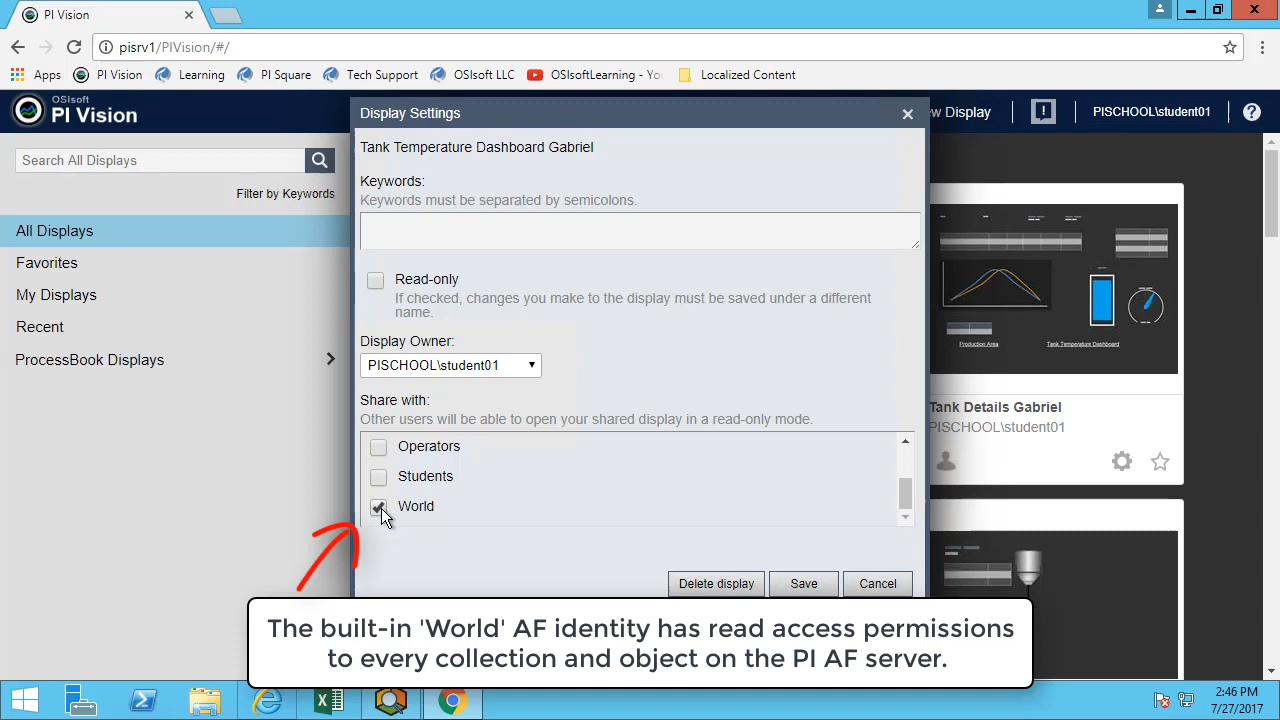 PI Vision
pisrv1/PIVision/#/
Apps PI Vision Learning PI Square Tech Support OSIsoft LLC OSIsoftLearning - You Localized Content
OSIsoft
PI Vision
Display Settings
w Display
PISCHOOL\student01
Search All Displays
Filter by Keywords
All Displays
Favorites
My Displays
Recent
ProcessBook Displays
Tank Temperature Dashboard Gabriel
Keywords:
Keywords must be separated by semicolons.
Read-only
If checked, changes you make to the display must be saved under a different
name.
Display Owner:
PISCHOOL\student01
Share with:
Other users will be able to open your shared display in a read-only mode.
Operators
Students
World
Delete display
Save
Cancel
Production Area
Tank Temperature Dashboard
Tank Details Gabriel
PISCHOOL\student01
The built-in 'World' AF identity has read access permissions
to every collection and object on the PI AF server.
2:46 PM
7/27/2017